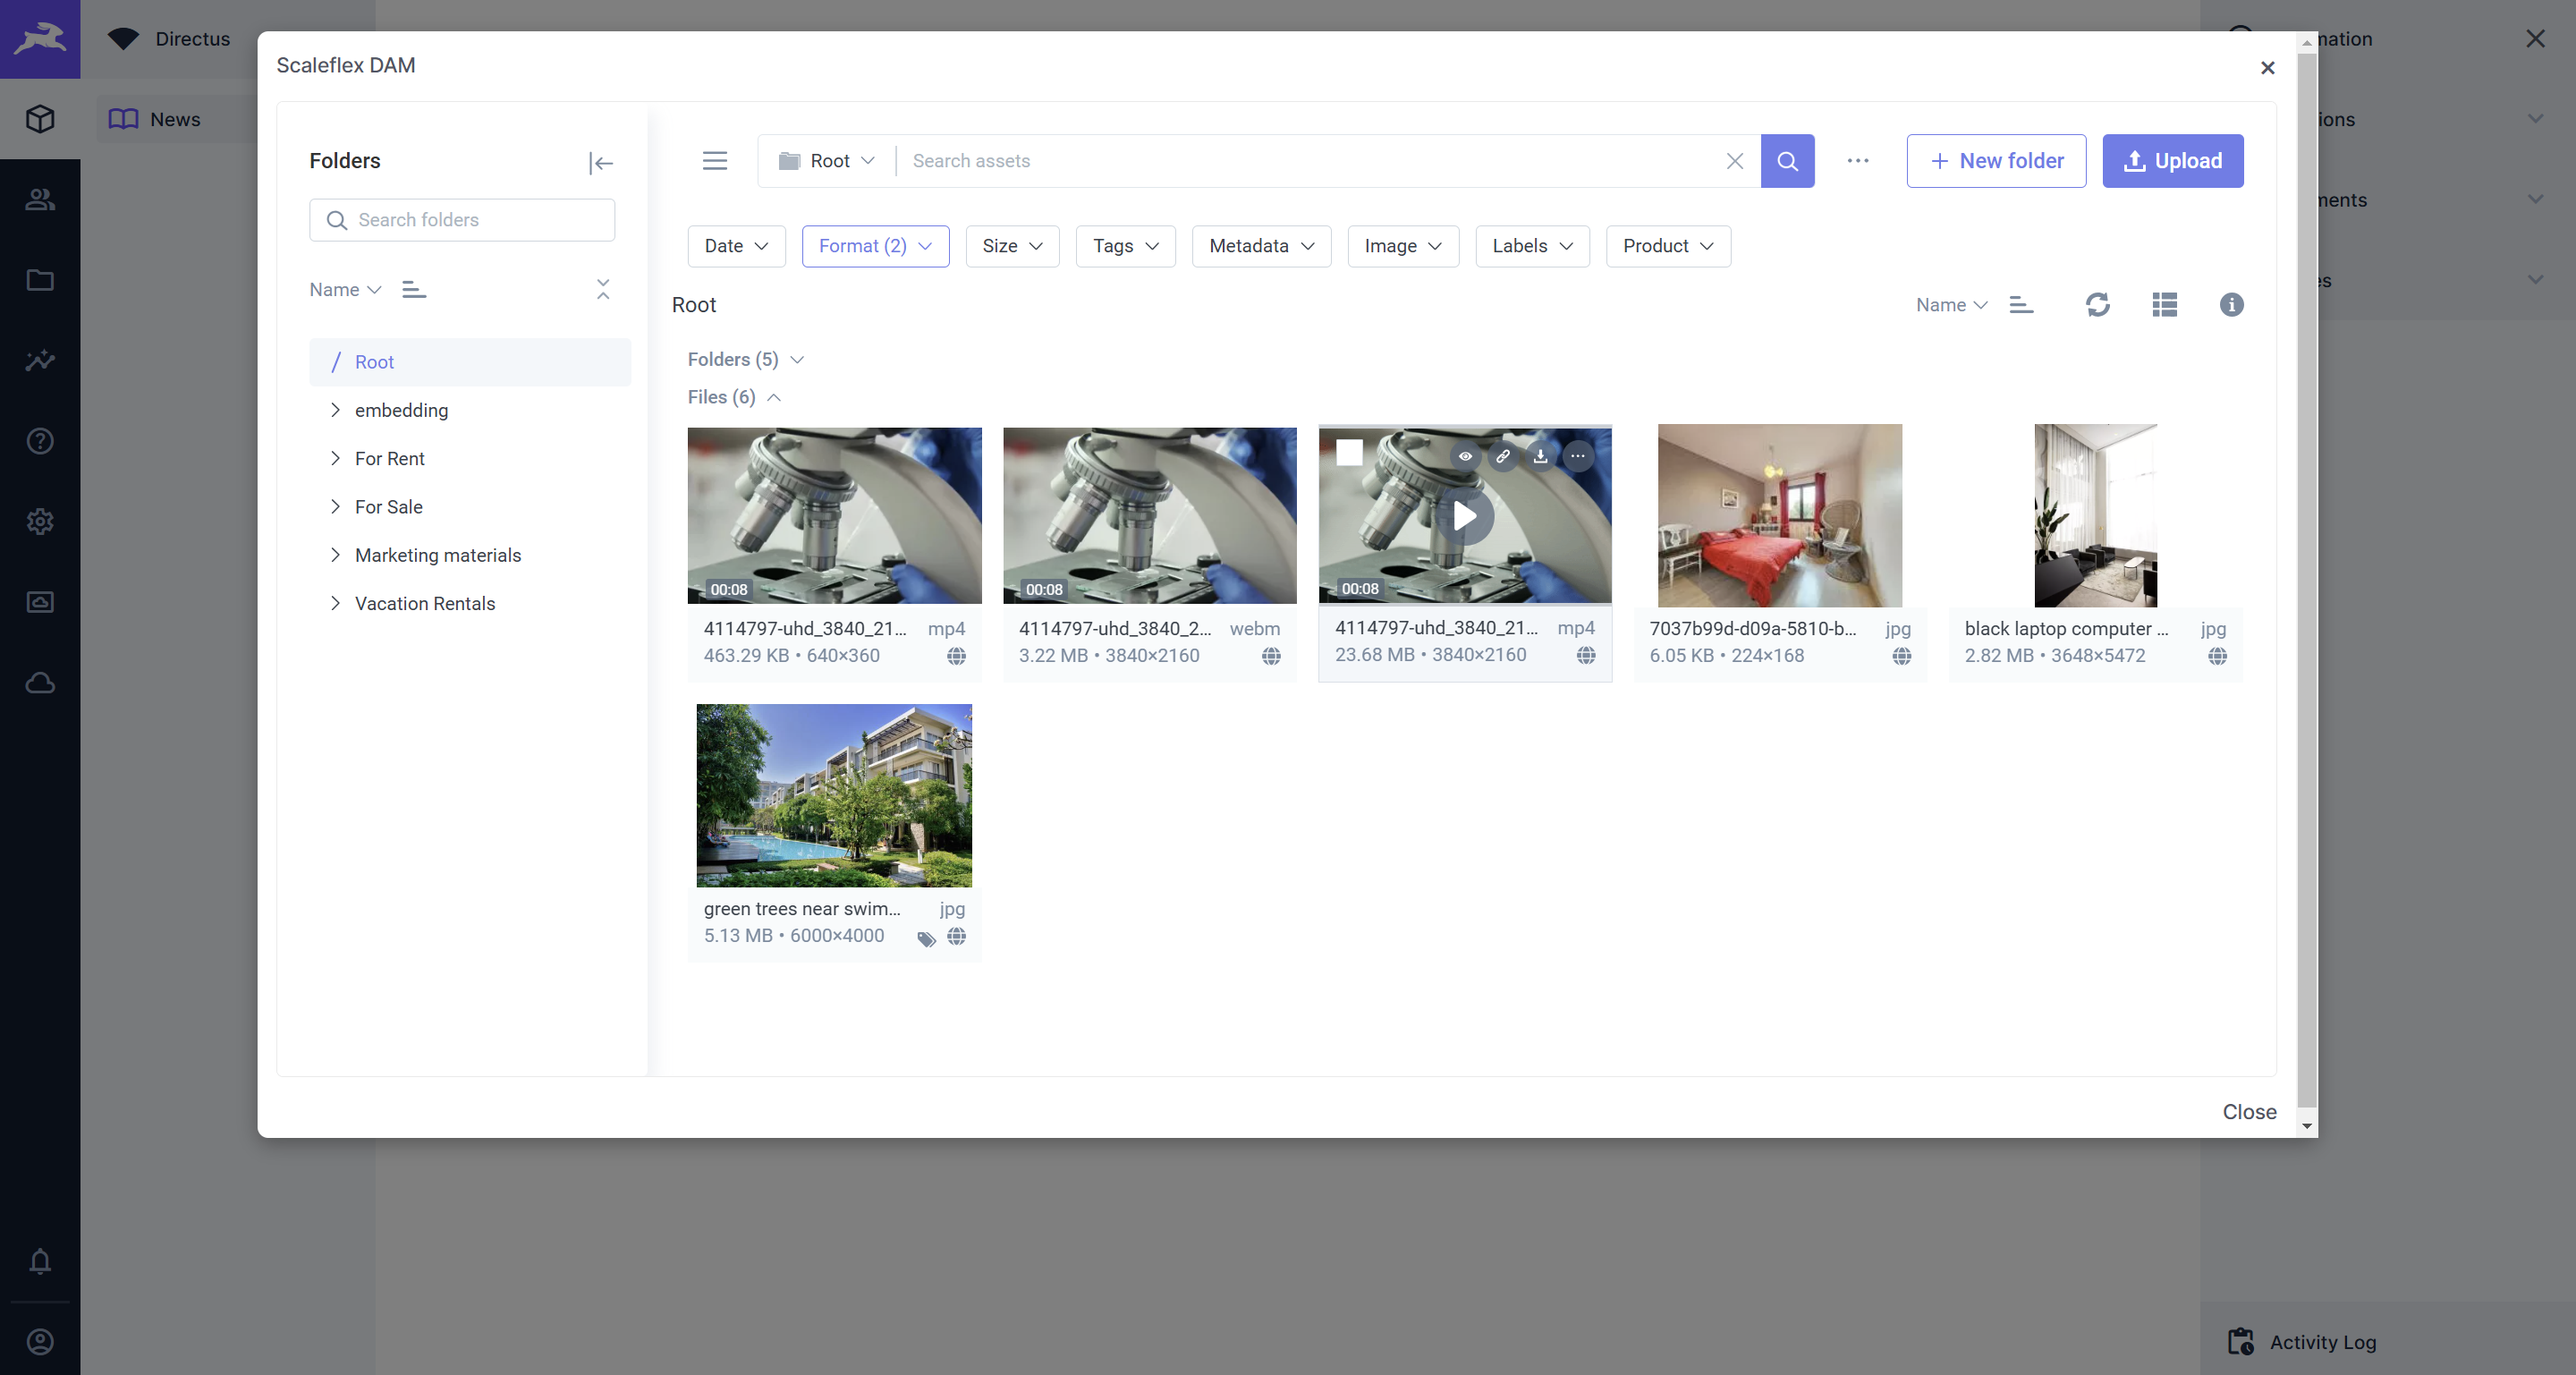 Directus
News
Scaleflex DAM
Folders
Search folders
Name
Root
embedding
For Rent
For Sale
Marketing materials
Vacation Rentals
Root
Search assets
New folder
Upload
Date
Format (2)
Size
Tags
Metadata
Image
Labels
Product
Root
Name
Folders (5)
Files (6)
00:08
4114797-uhd_3840_21... mp4
463.29 KB • 640×360
00:08
4114797-uhd_3840_2... webm
3.22 MB • 3840×2160
00:08
4114797-uhd_3840_21... mp4
23.68 MB • 3840×2160
7037b99d-d09a-5810-b... jpg
6.05 KB • 224×168
black laptop computer ... jpg
2.82 MB • 3648×5472
green trees near swim... jpg
5.13 MB • 6000×4000
Close
Activity Log